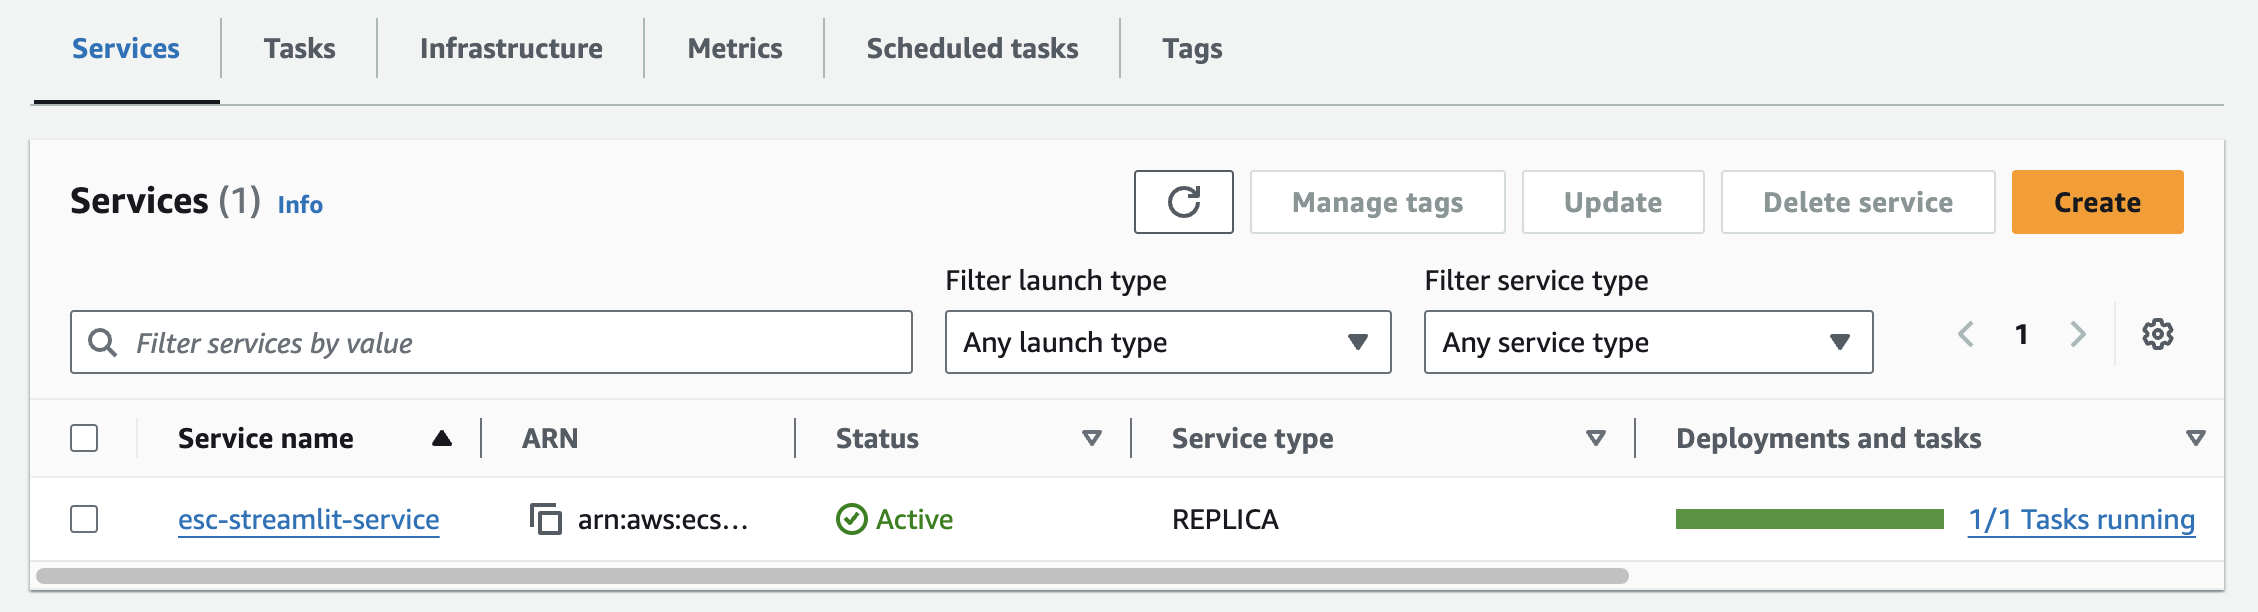 Services Tasks Infrastructure Metrics Scheduled tasks Tags
Services (1) Info Manage tags Update Delete service Create
Filter launch type Filter service type
Filter services by value Any launch type Any service type 1
Service name ARN Status Service type Deployments and tasks
esc-streamlit-service arn:aws:ecs... Active REPLICA 1/1 Tasks running